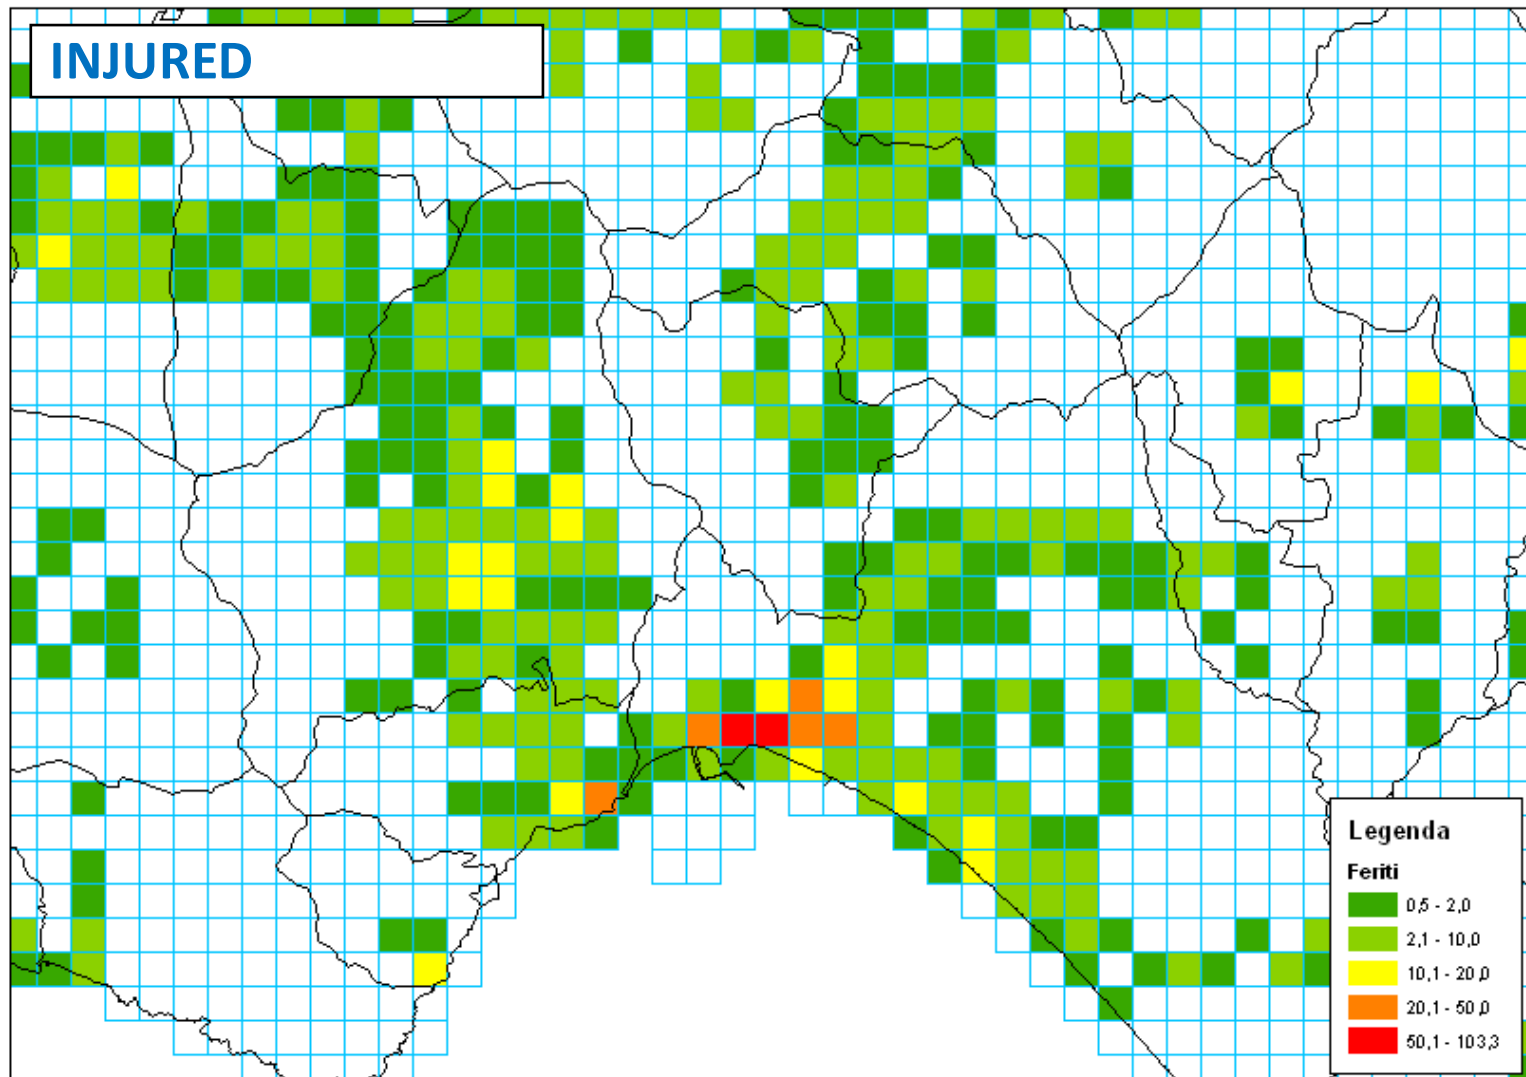 INJURED
Legenda
Feriti
0,5 - 2,0
2,1 - 10,0
10,1 - 20,0
20,1 - 50,0
50,1 - 103,3